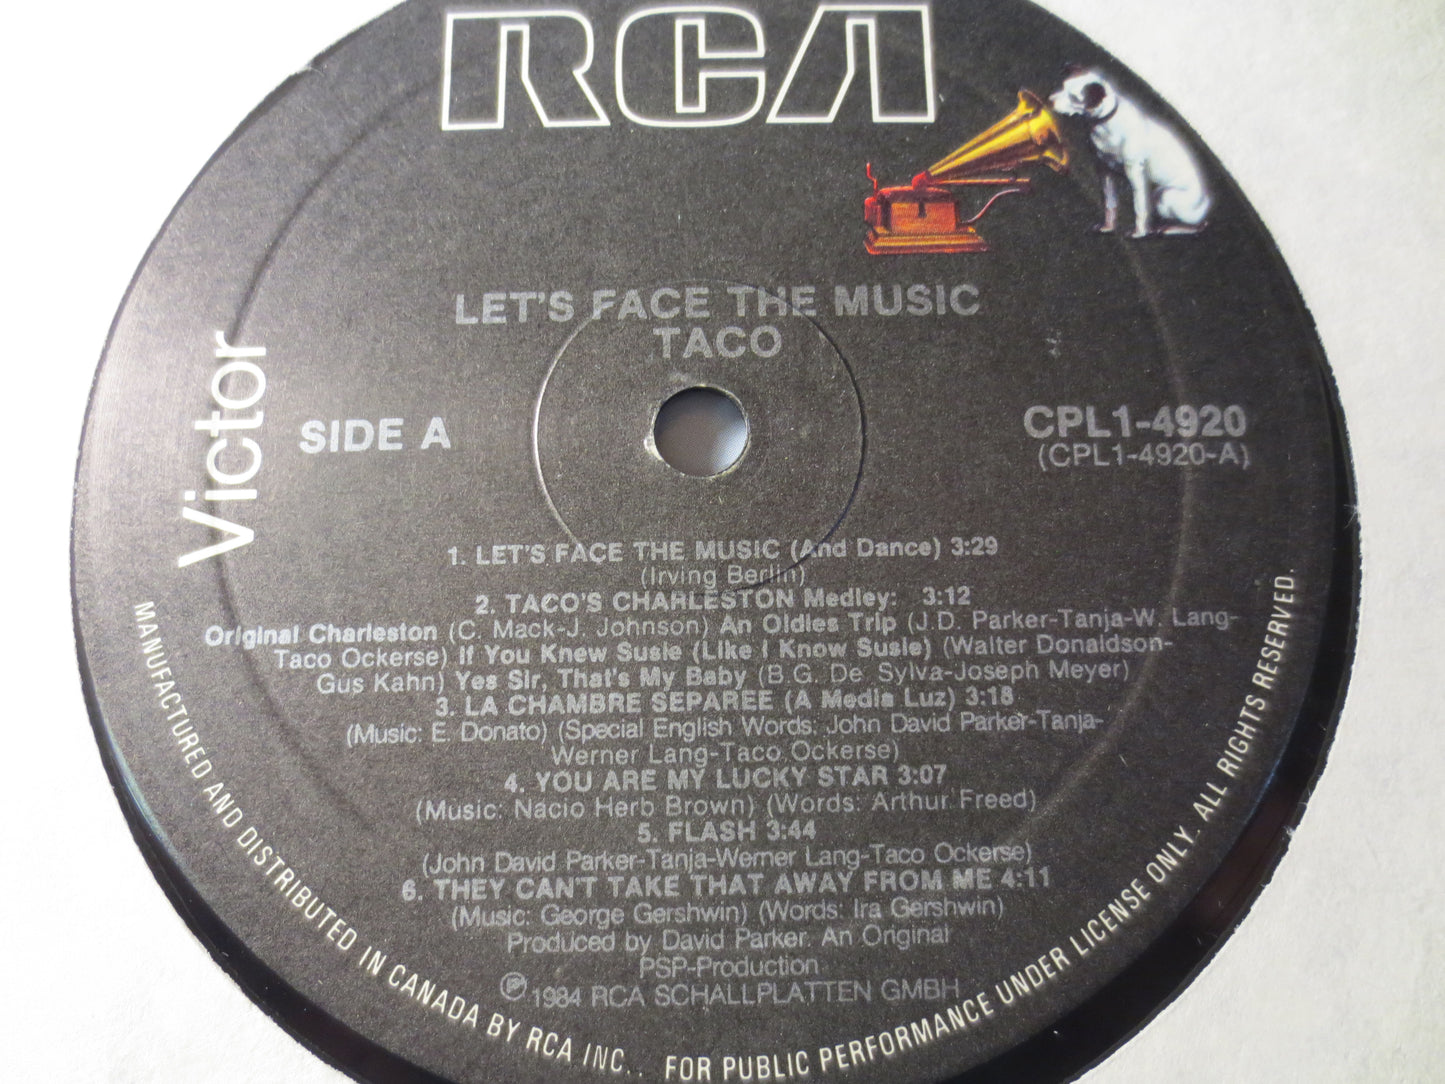 RCA
Victor
LET'S FACE THE MUSIC
TACO
SIDE A
CPL1-4920
(CPL1-4920-A)
1. LET'S FACE THE MUSIC (And Dance) 3:29
(Irving Berlin)
2. TACO'S CHARLESTON Medley: 3:12
Original Charleston (C. Mack-J. Johnson) An Oldies Trip (J.D. Parker-Tanja-W. Lang-
Taco Ockerse) If You Knew Susie (Like I Know Susie) (Walter Donaldson-
Gus Kahn) Yes Sir, That's My Baby (B.G. De Sylva-Joseph Meyer)
3. LA CHAMBRE SEPAREE (A Media Luz) 3:18
(Music: E. Donato) (Special English Words: John David Parker-Tanja-
Werner Lang-Taco Ockerse)
4. YOU ARE MY LUCKY STAR 3:07
(Music: Nacio Herb Brown) (Words: Arthur Freed)
5. FLASH 3:44
(John David Parker-Tanja-Werner Lang-Taco Ockerse)
6. THEY CAN'T TAKE THAT AWAY FROM ME 4:11
(Music: George Gershwin) (Words: Ira Gershwin)
Produced by David Parker. An Original
PSP-Production
℗ 1984 RCA SCHALLPLATTEN GMBH
MANUFACTURED AND DISTRIBUTED IN CANADA BY RCA INC.. FOR PUBLIC PERFORMANCE UNDER LICENSE ONLY. ALL RIGHTS RESERVED.